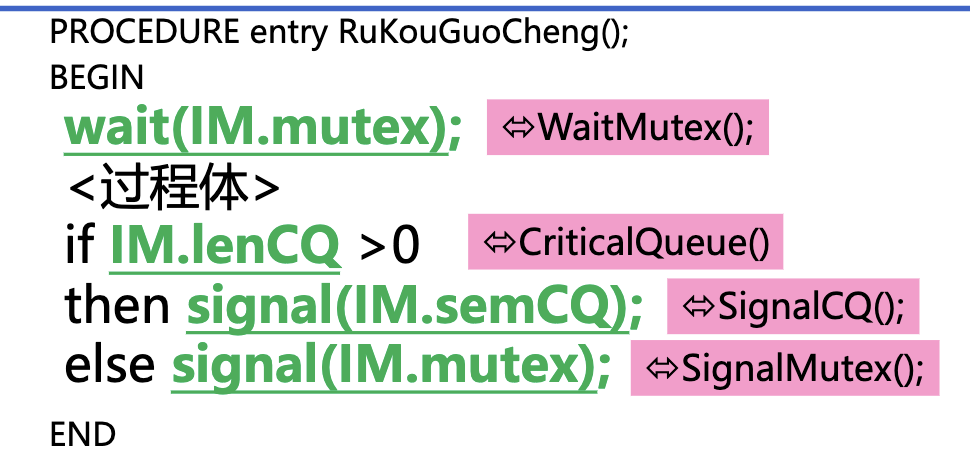 PROCEDURE entry RuKouGuoCheng();
BEGIN
wait(IM.mutex); ⇔WaitMutex();
<过程体>
if IM.lenCQ >0 ⇔CriticalQueue()
then signal(IM.semCQ); ⇔SignalCQ();
else signal(IM.mutex); ⇔SignalMutex();
END